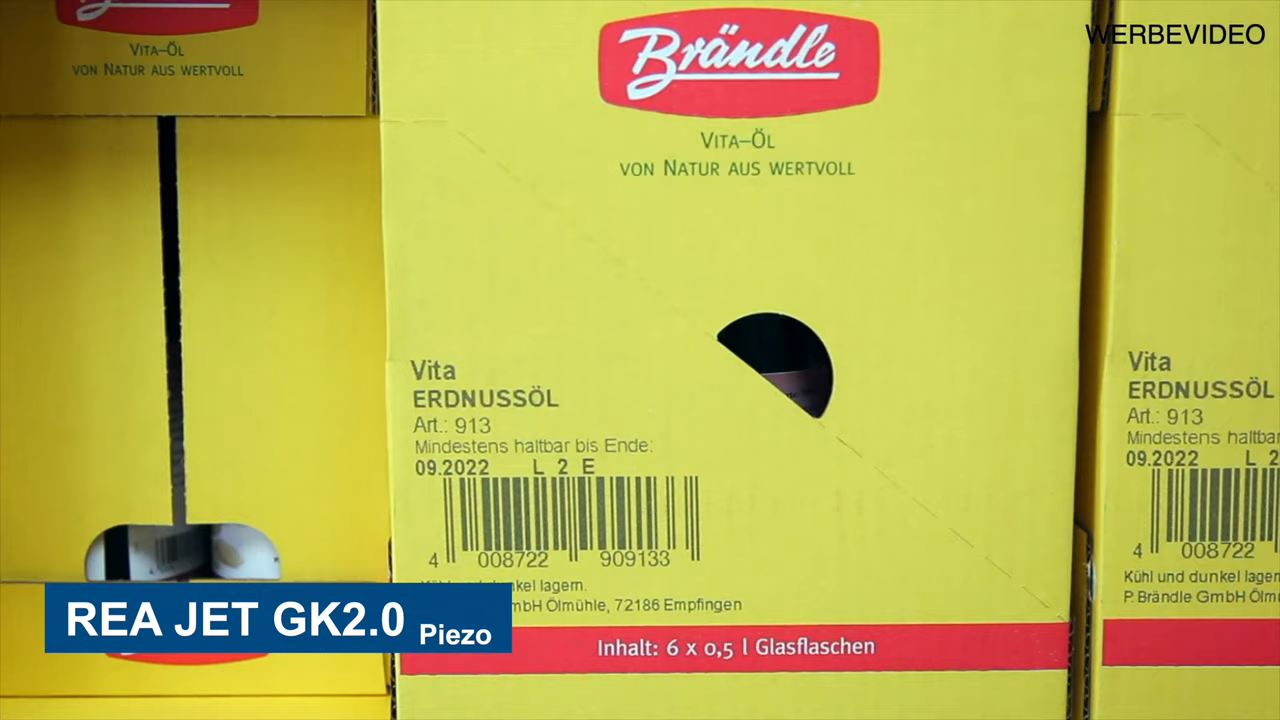 WERBEVIDEO
VITA–ÖL
VON NATUR AUS WERTVOLL
Brändle
VITA–ÖL
VON NATUR AUS WERTVOLL
Vita
ERDNUSSÖL
Art.: 913
Mindestens haltbar bis Ende:
09.2022 L 2 E
4 008722 909133
dunkel lagern.
GmbH Ölmühle, 72186 Empfingen
Inhalt: 6 x 0,5 l Glasflaschen
Vita
ERDNUSSÖL
Art.: 913
Mindestens haltbar
09.2022 L 2
4 008722
Kühl und dunkel lagern
P. Brändle GmbH
REA JET GK2.0 Piezo